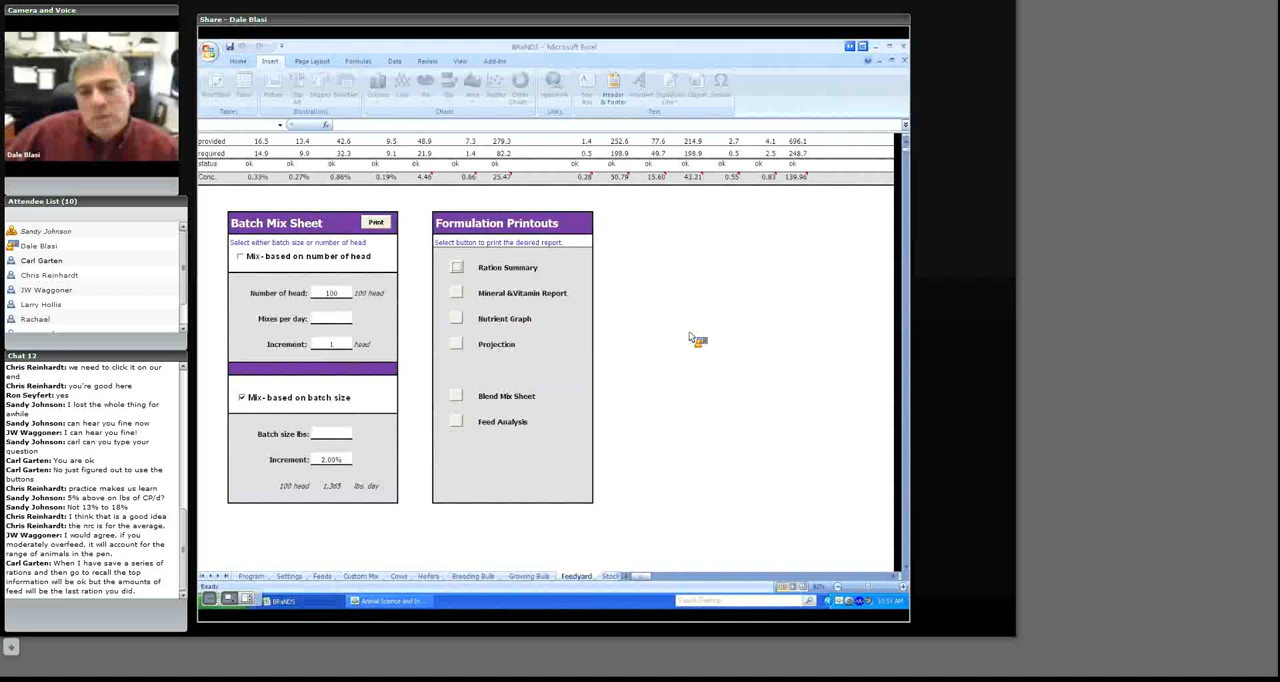 Camera and Voice
Dale Blasi
Attendee List (10)
Sandy Johnson
Dale Blasi
Carl Garten
Chris Reinhardt
JW Waggoner
Larry Hollis
Rachael
Chat 12
Chris Reinhardt: we need to click it on our
end
Chris Reinhardt: you're good here
Ron Seyfert: yes
Sandy Johnson: I lost the whole thing for
awhile
Sandy Johnson: can hear you fine now
JW Waggoner: I can hear you fine!
Sandy Johnson: carl can you type your
question
Carl Garten: You are ok
Carl Garten: No just figured out to use the
buttons
Chris Reinhardt: practice makes us learn
Sandy Johnson: 5% above on lbs of CP/d?
Sandy Johnson: Not 13% to 18%
Chris Reinhardt: I think that is a good idea
Chris Reinhardt: the nrc is for the average,
JW Waggoner: I would agree, if you
moderately overfeed, it will account for the
range of animals in the pen.
Carl Garten: When I have save a series of
rations and then go to recall the top
information will be ok but the amounts of
feed will be the last ration you did.
Share - Dale Blasi
BRaNDS - Microsoft Excel
Home Insert Page Layout Formulas Data Review View Add-Ins
Header & Footer
Tables Illustrations Charts Links Text
provided 16.5 13.4 42.6 9.5 48.9 7.3 279.3 1.4 252.6 77.6 214.9 2.7 4.1 696.1
required 14.9 9.9 32.3 9.1 21.9 1.4 82.2 0.5 198.9 49.7 198.9 0.5 2.5 248.7
status ok ok ok ok ok ok ok ok ok ok ok ok ok ok
Conc. 0.33% 0.27% 0.86% 0.19% 4.46 0.66 25.47 0.28 50.79 15.60 43.21 0.55 0.83 139.96
Batch Mix Sheet Print
Select either batch size or number of head
Mix - based on number of head
Number of head: 100 100 head
Mixes per day:
Increment: 1 head
Mix - based on batch size
Batch size lbs:
Increment: 2.00%
100 head 1,365 lbs. day
Formulation Printouts
Select button to print the desired report.
Ration Summary
Mineral &Vitamin Report
Nutrient Graph
Projection
Blend Mix Sheet
Feed Analysis
Program Settings Feeds Custom Mix Cows Heifers Breeding Bulls Growing Bulls Feedyard Stock
Ready 92%
BRaNDS Animal Science and In... Search Desktop 10:51 AM